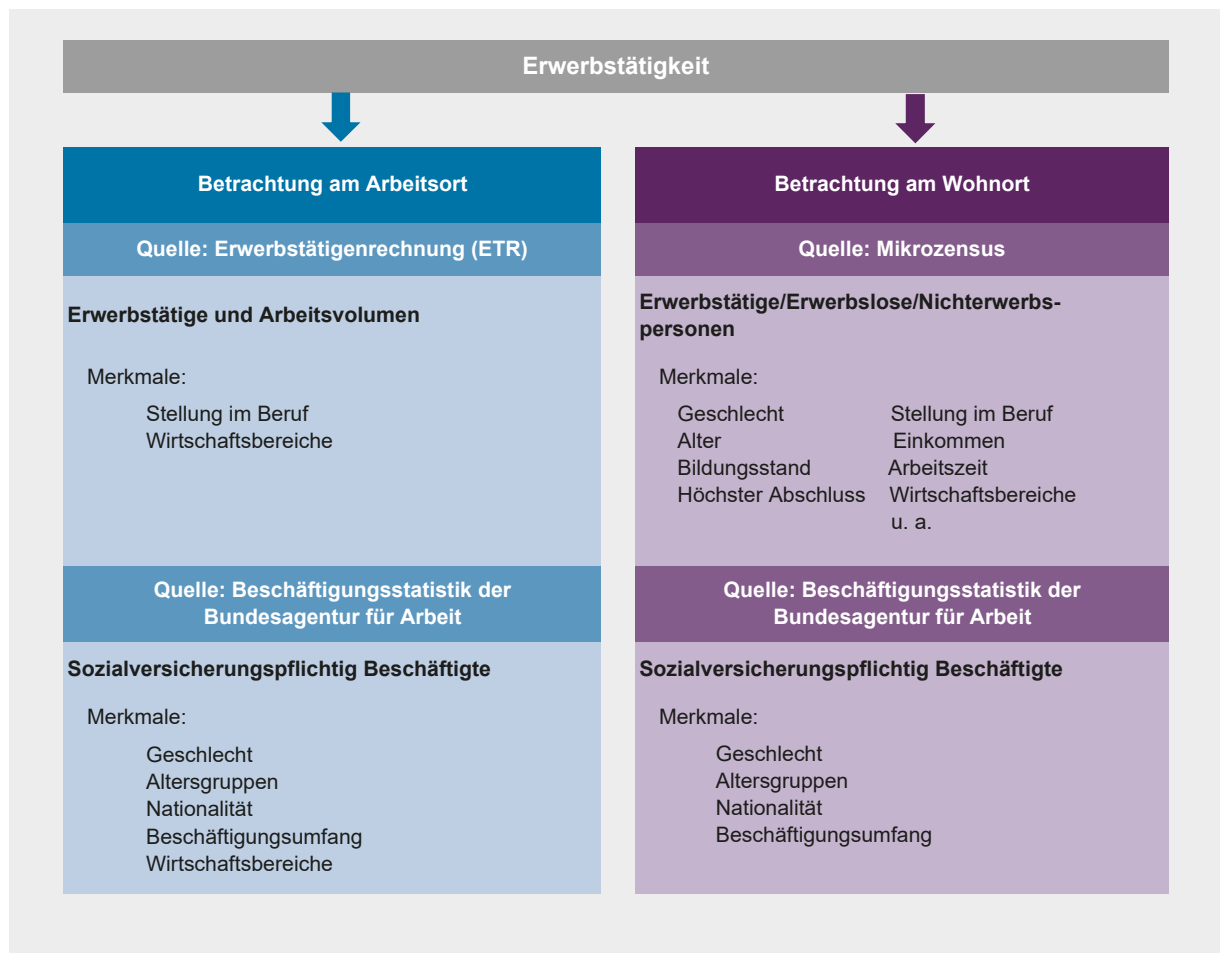 Erwerbstätigkeit
Betrachtung am Arbeitsort
Quelle: Erwerbstätigenrechnung (ETR)
Erwerbstätige und Arbeitsvolumen
Merkmale:
Stellung im Beruf
Wirtschaftsbereiche
Quelle: Beschäftigungsstatistik der
Bundesagentur für Arbeit
Sozialversicherungspflichtig Beschäftigte
Merkmale:
Geschlecht
Altersgruppen
Nationalität
Beschäftigungsumfang
Wirtschaftsbereiche
Betrachtung am Wohnort
Quelle: Mikrozensus
Erwerbstätige/Erwerbslose/Nichterwerbs-
personen
Merkmale:
Geschlecht
Alter
Bildungsstand
Höchster Abschluss
Stellung im Beruf
Einkommen
Arbeitszeit
Wirtschaftsbereiche
u. a.
Quelle: Beschäftigungsstatistik der
Bundesagentur für Arbeit
Sozialversicherungspflichtig Beschäftigte
Merkmale:
Geschlecht
Altersgruppen
Nationalität
Beschäftigungsumfang